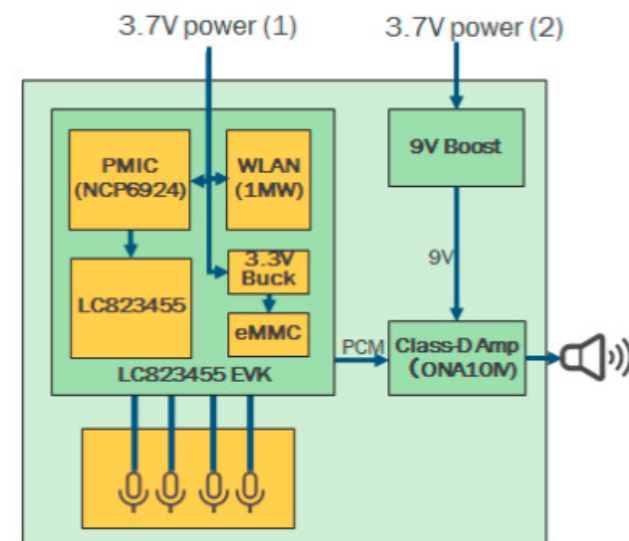 3.7V power (1)
3.7V power (2)
PMIC
(NCP6924)
WLAN
(1MW)
9V Boost
LC823455
3.3V
Buck
eMMC
9V
PCM
Class-D Amp
(ONA10IV)
LC823455 EVK